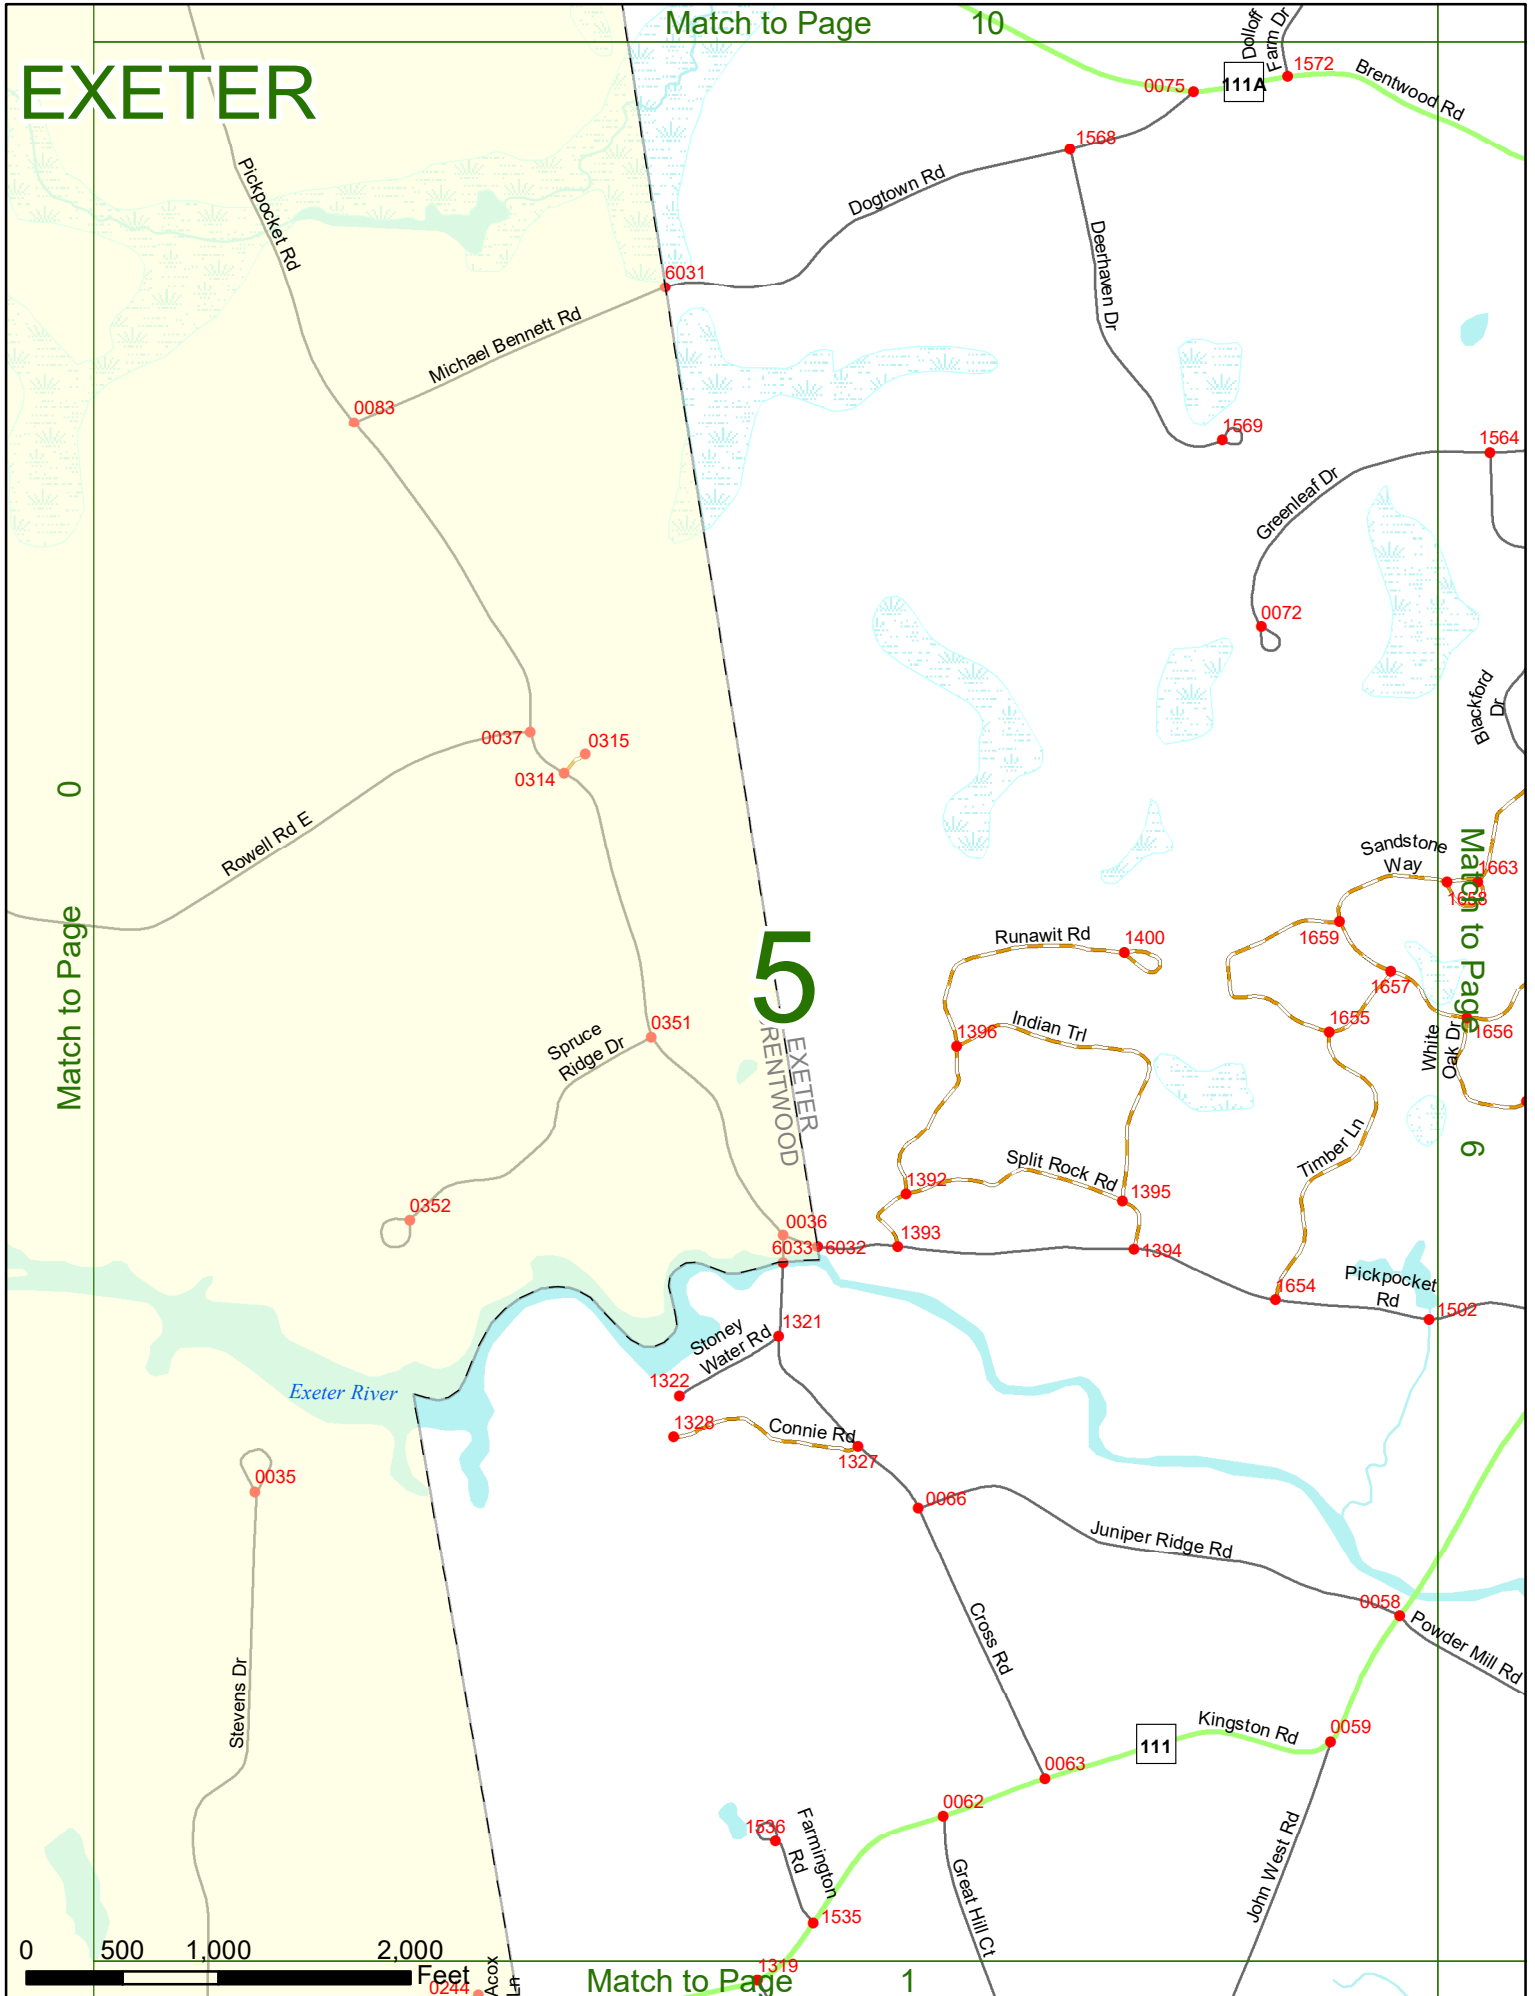 Match to Page 10
EXETER
Dolloff
Farm Dr
1572
0075
111A
Brentwood Rd
1568
Pickpocket Rd
Dogtown Rd
Deerhaven Dr
6031
Michael Bennett Rd
0083
1569
1564
Greenleaf Dr
0072
Blackford
Dr
0037
0315
0314
Match to Page 0
Rowell Rd E
Sandstone
Way
1663
1659
Match to Page 6
5
Runawit Rd
1400
1657
0351
Spruce
Ridge Dr
EXETER
RENTWOOD
1396
Indian Trl
1655
White
Oak Dr
1656
Timber Ln
Split Rock Rd
1392
1395
0352
0036
1393
6033
6032
1394
1654
Pickpocket
Rd
1502
1321
Stoney
Water Rd
1322
Exeter River
1328
Connie Rd
1327
0035
0066
Juniper Ridge Rd
0058
Powder Mill Rd
Cross Rd
Stevens Dr
Kingston Rd
0059
111
0063
0062
1536
Farmington
Rd
John West Rd
Great Hill Ct
1535
0 500 1,000 2,000
Feet
0244
Acox
Ln
1319
Match to Page 1